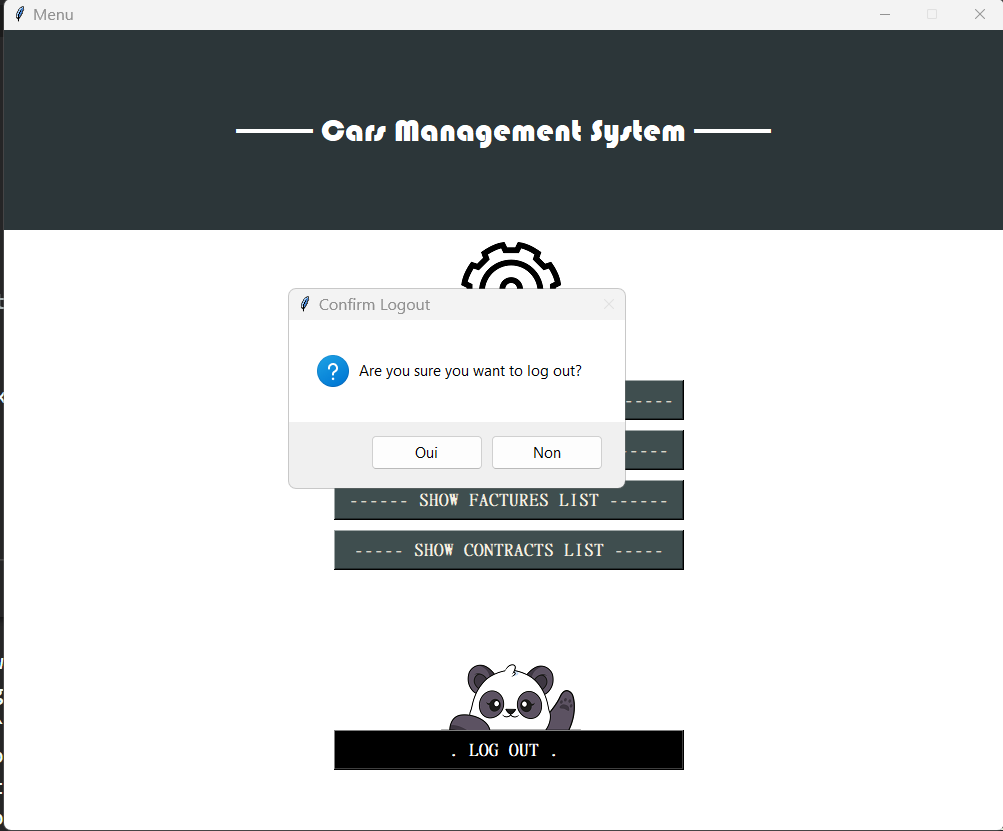 Menu
Cars Management System
Confirm Logout
Are you sure you want to log out?
Oui Non
------ SHOW FACTURES LIST ------
----- SHOW CONTRACTS LIST -----
. LOG OUT .